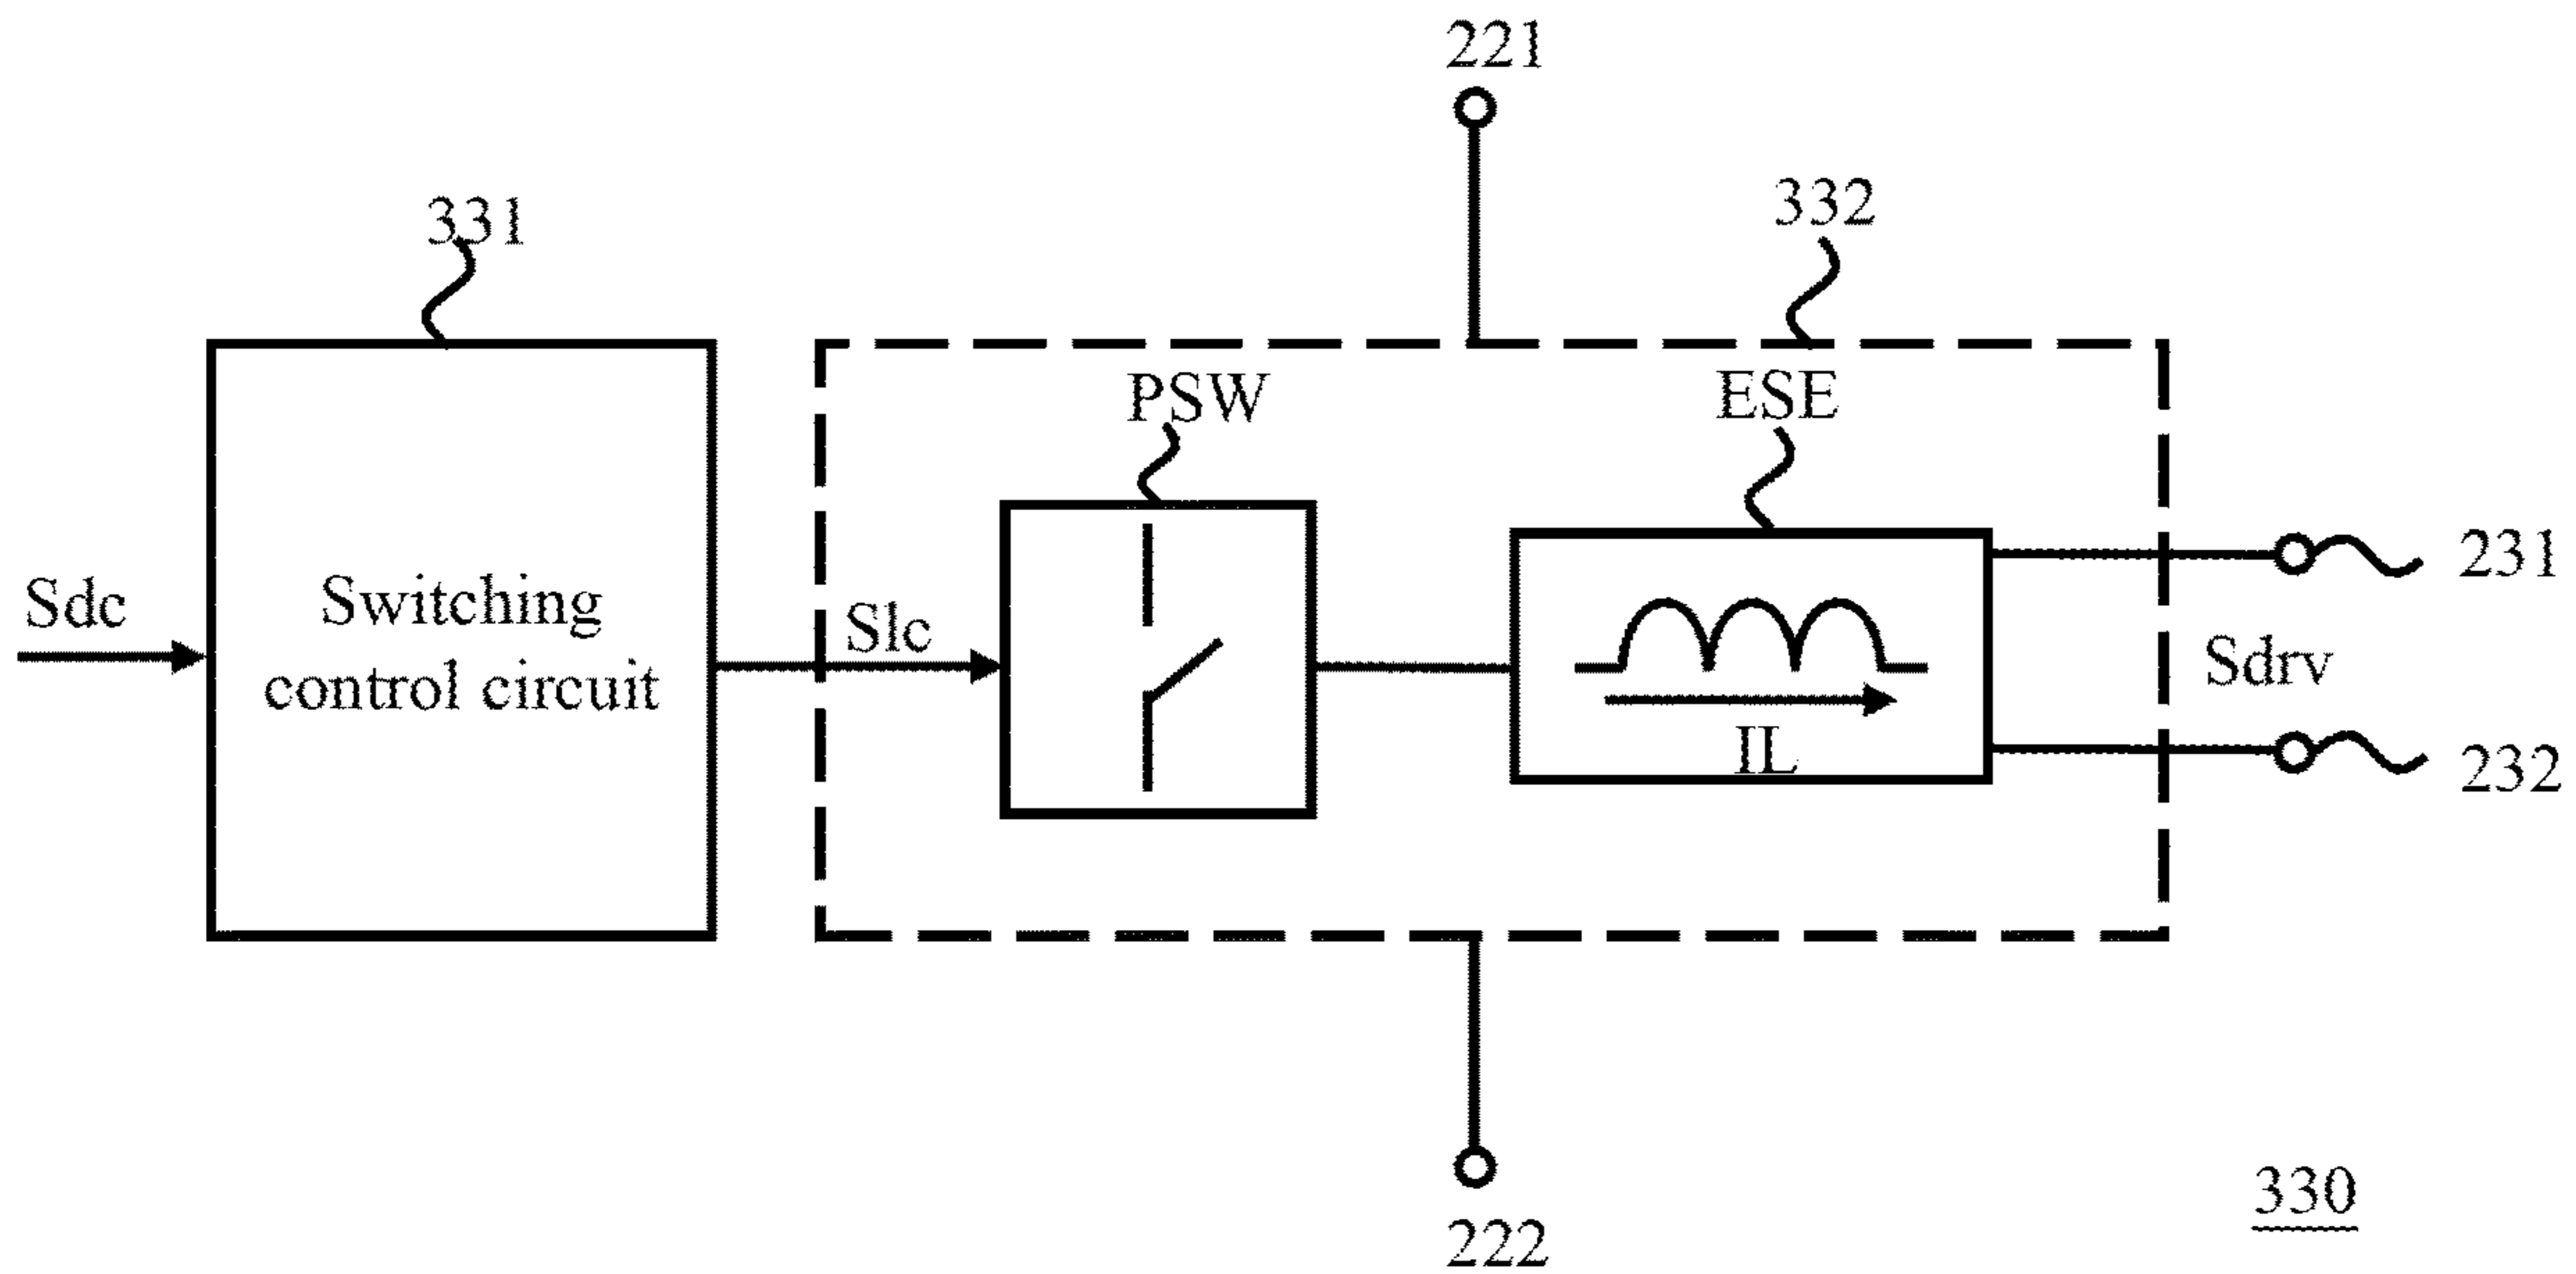 221
331
332
PSW
ESE
231
Sdc
Switching
control circuit
Slc
Sdrv
IL
232
330
222